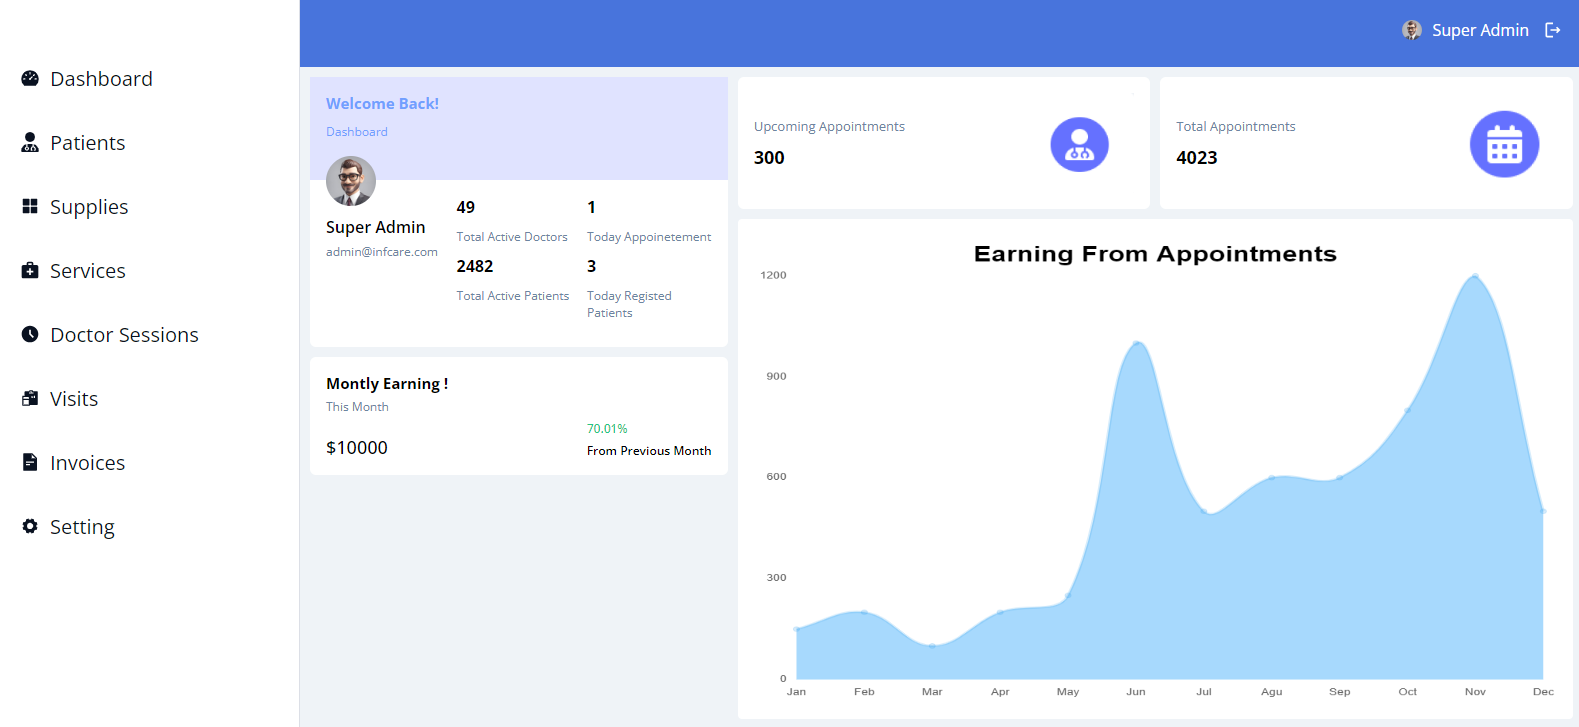 Super Admin
Dashboard
Patients
Supplies
Services
Doctor Sessions
Visits
Invoices
Setting
Welcome Back!
Dashboard
Super Admin
admin@infcare.com
49
Total Active Doctors
1
Today Appoinetement
2482
Total Active Patients
3
Today Registed
Patients
Montly Earning !
This Month
$10000
70.01%
From Previous Month
Upcoming Appointments
300
Total Appointments
4023
Earning From Appointments
1200
900
600
300
0
Jan Feb Mar Apr May Jun Jul Agu Sep Oct Nov Dec